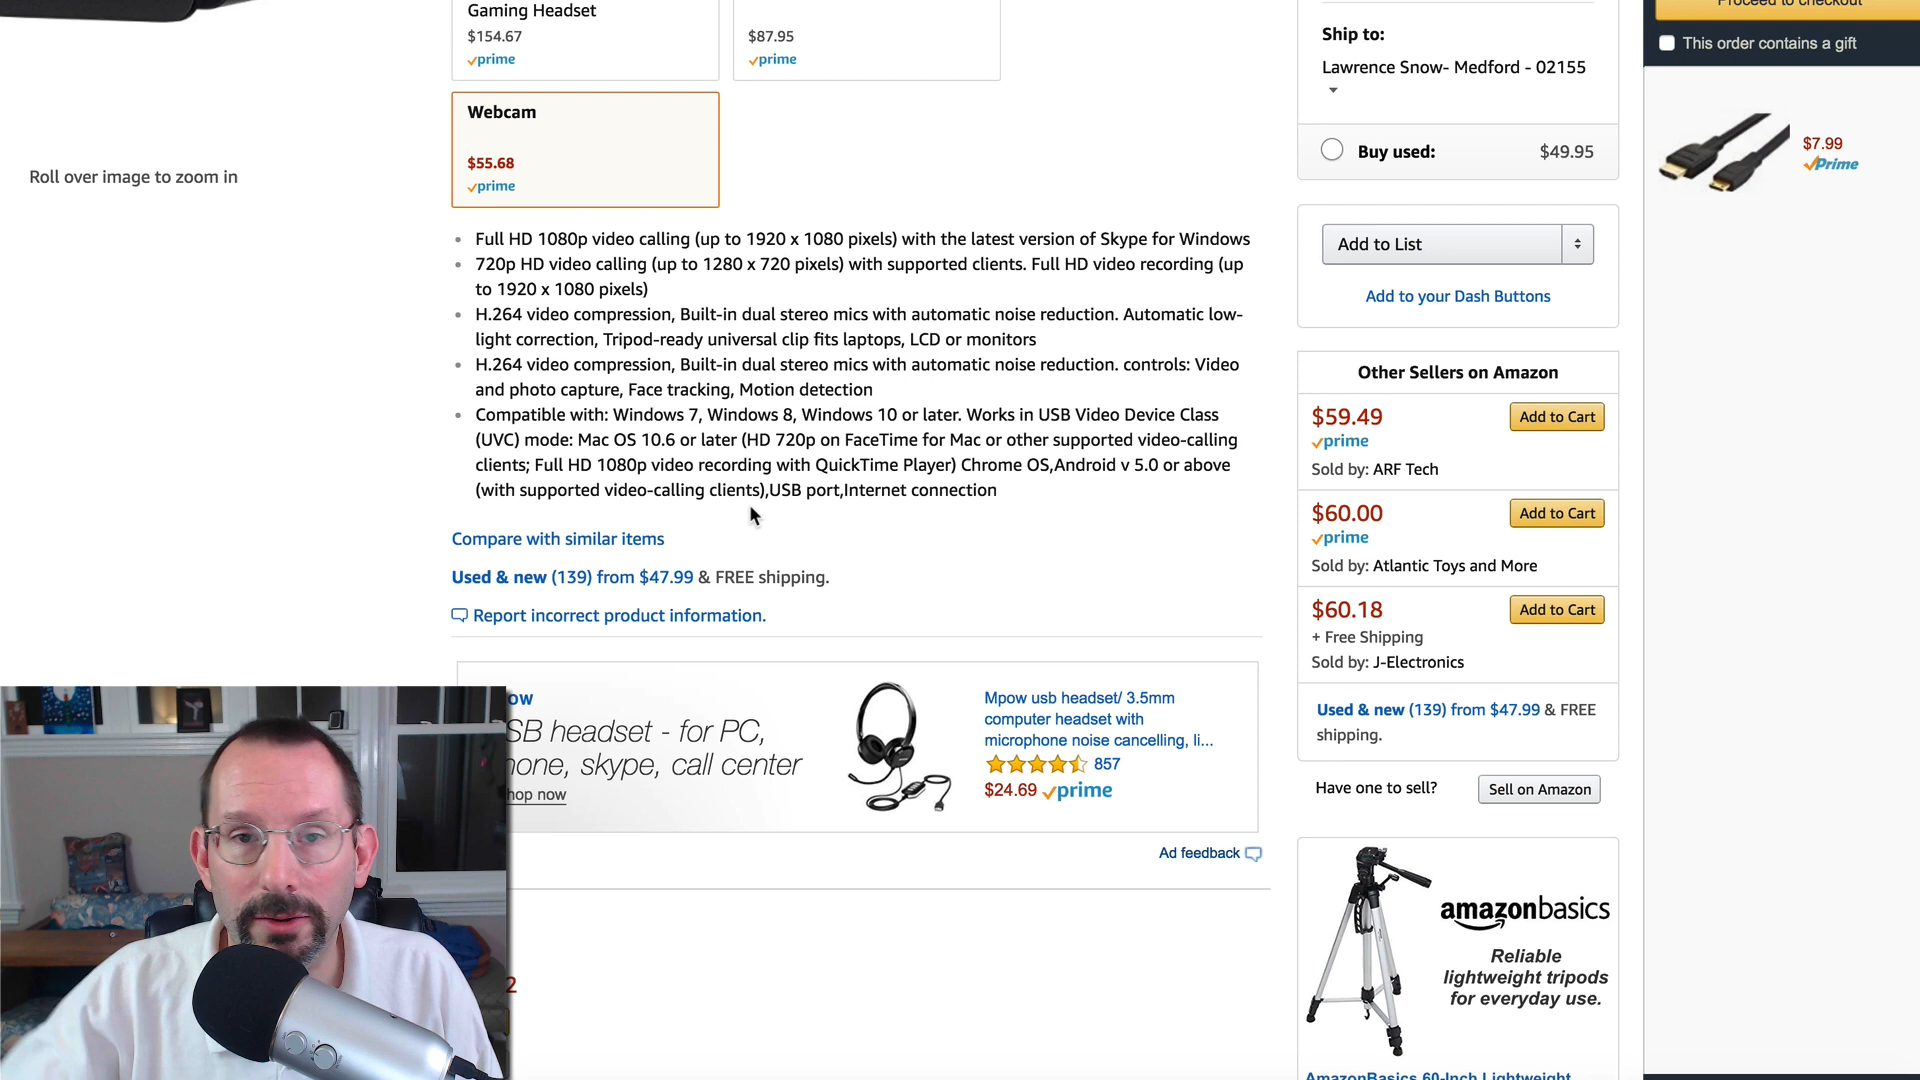 Gaming Headset
$154.67
prime
$87.95
prime
Webcam
$55.68
prime
Roll over image to zoom in
Full HD 1080p video calling (up to 1920 x 1080 pixels) with the latest version of Skype for Windows
720p HD video calling (up to 1280 x 720 pixels) with supported clients. Full HD video recording (up
to 1920 x 1080 pixels)
H.264 video compression, Built-in dual stereo mics with automatic noise reduction. Automatic low-
light correction, Tripod-ready universal clip fits laptops, LCD or monitors
H.264 video compression, Built-in dual stereo mics with automatic noise reduction. controls: Video
and photo capture, Face tracking, Motion detection
Compatible with: Windows 7, Windows 8, Windows 10 or later. Works in USB Video Device Class
(UVC) mode: Mac OS 10.6 or later (HD 720p on FaceTime for Mac or other supported video-calling
clients; Full HD 1080p video recording with QuickTime Player) Chrome OS,Android v 5.0 or above
(with supported video-calling clients),USB port,Internet connection
Compare with similar items
Used & new (139) from $47.99 & FREE shipping.
Report incorrect product information.
ow
SB headset - for PC,
hone, skype, call center
hop now
Mpow usb headset/ 3.5mm
computer headset with
microphone noise cancelling, li...
857
$24.69 prime
Ad feedback
2
Ship to:
Lawrence Snow- Medford - 02155
Buy used: $49.95
Add to List
Add to your Dash Buttons
Other Sellers on Amazon
$59.49 Add to Cart
prime
Sold by: ARF Tech
$60.00 Add to Cart
prime
Sold by: Atlantic Toys and More
$60.18 Add to Cart
+ Free Shipping
Sold by: J-Electronics
Used & new (139) from $47.99 & FREE
shipping.
Have one to sell? Sell on Amazon
amazonbasics
Reliable
lightweight tripods
for everyday use.
AmazonBasics 60-Inch Lightweight
Proceed to checkout
This order contains a gift
$7.99
Prime